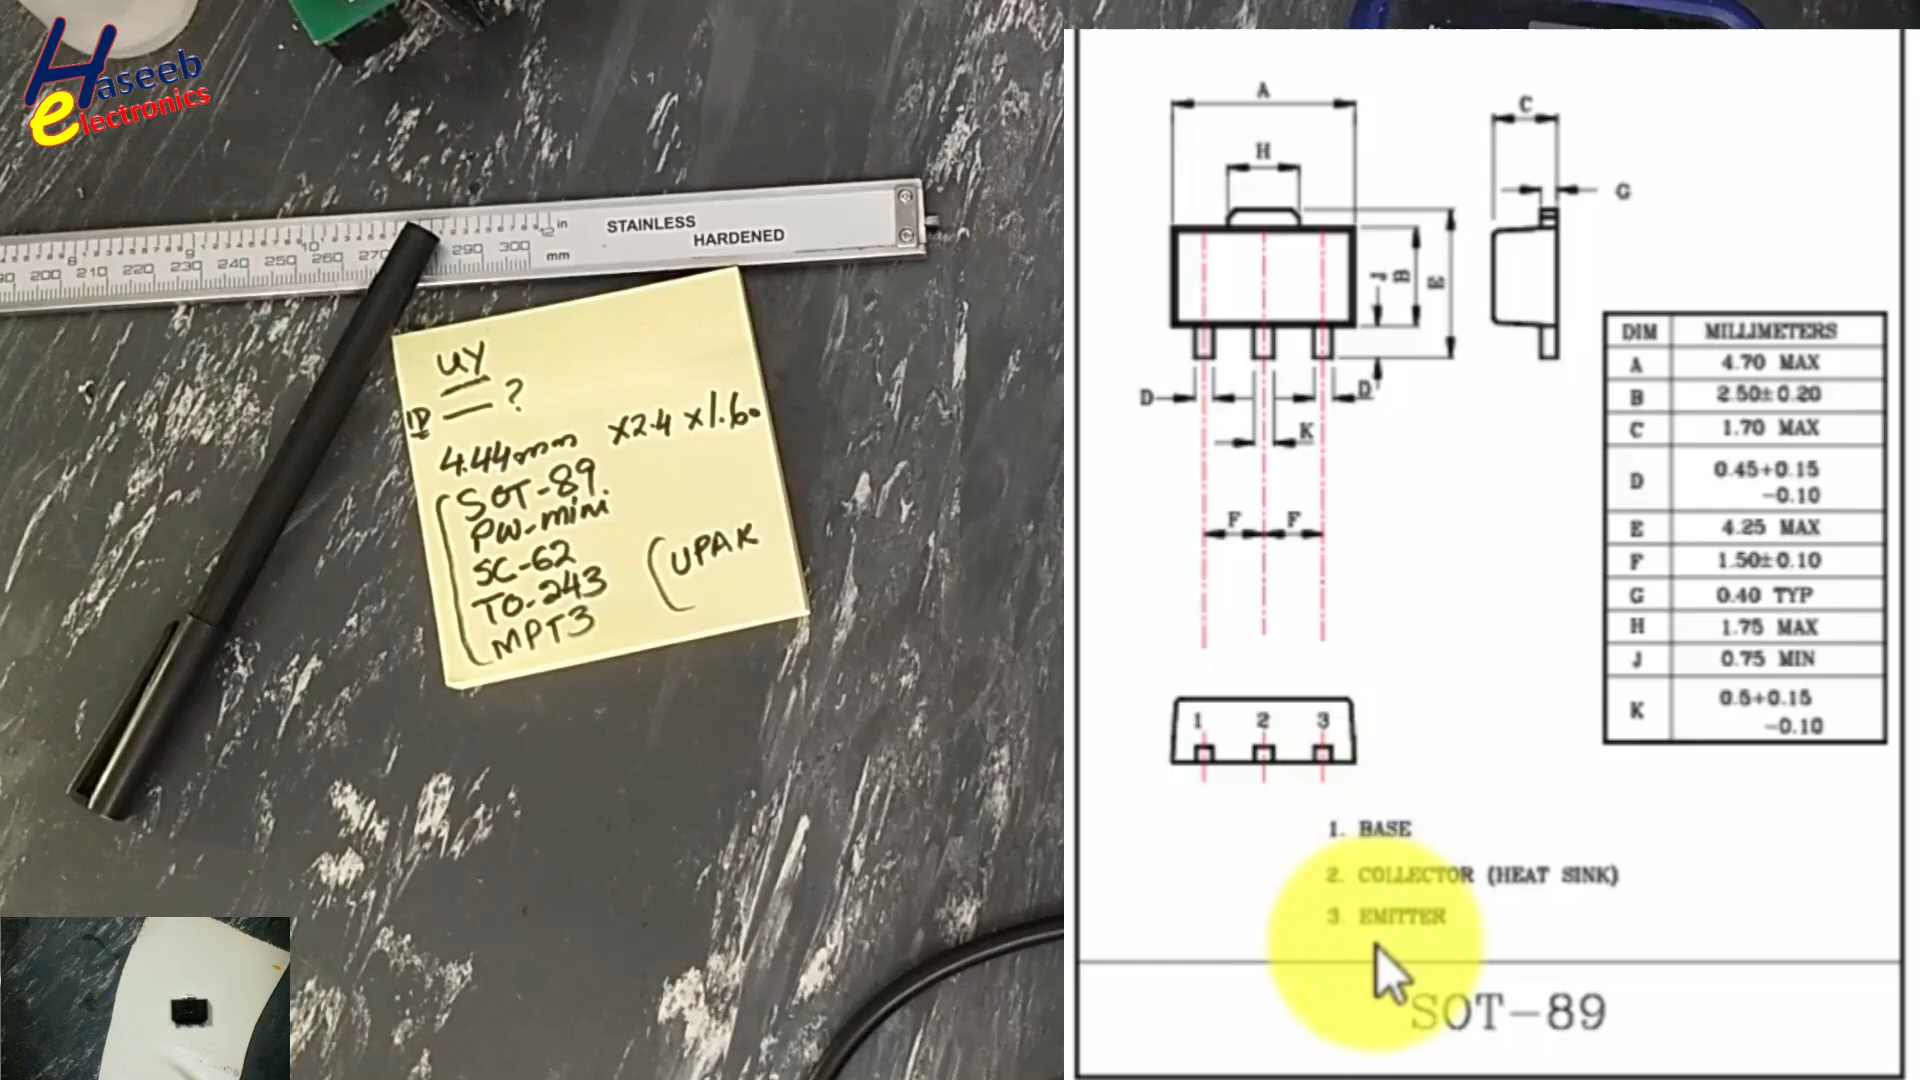 Haseeb
electronics
8 9 10 12 in
200 210 220 230 240 250 260 270 290 300 mm
STAINLESS
HARDENED
UY
ID — ?
4.44mm x2.4 x1.60
SOT-89.
PW-mini
SC-62
TO-243
MPT3
UPAK
A
H
C
G
J B E
D D
K
F F
1 2 3
DIM MILLIMETERS
A 4.70 MAX
B 2.50±0.20
C 1.70 MAX
D 0.45+0.15
-0.10
E 4.25 MAX
F 1.50±0.10
G 0.40 TYP
H 1.75 MAX
J 0.75 MIN
K 0.5+0.15
-0.10
1. BASE
2. COLLECTOR (HEAT SINK)
3. EMITTER
SOT-89